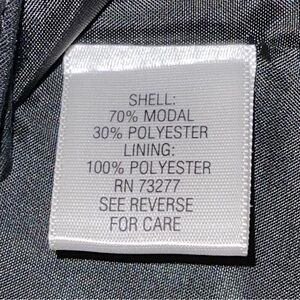 SHELL:
70% MODAL
30% POLYESTER
LINING:
100% POLYESTER
RN 73277
SEE REVERSE
FOR CARE